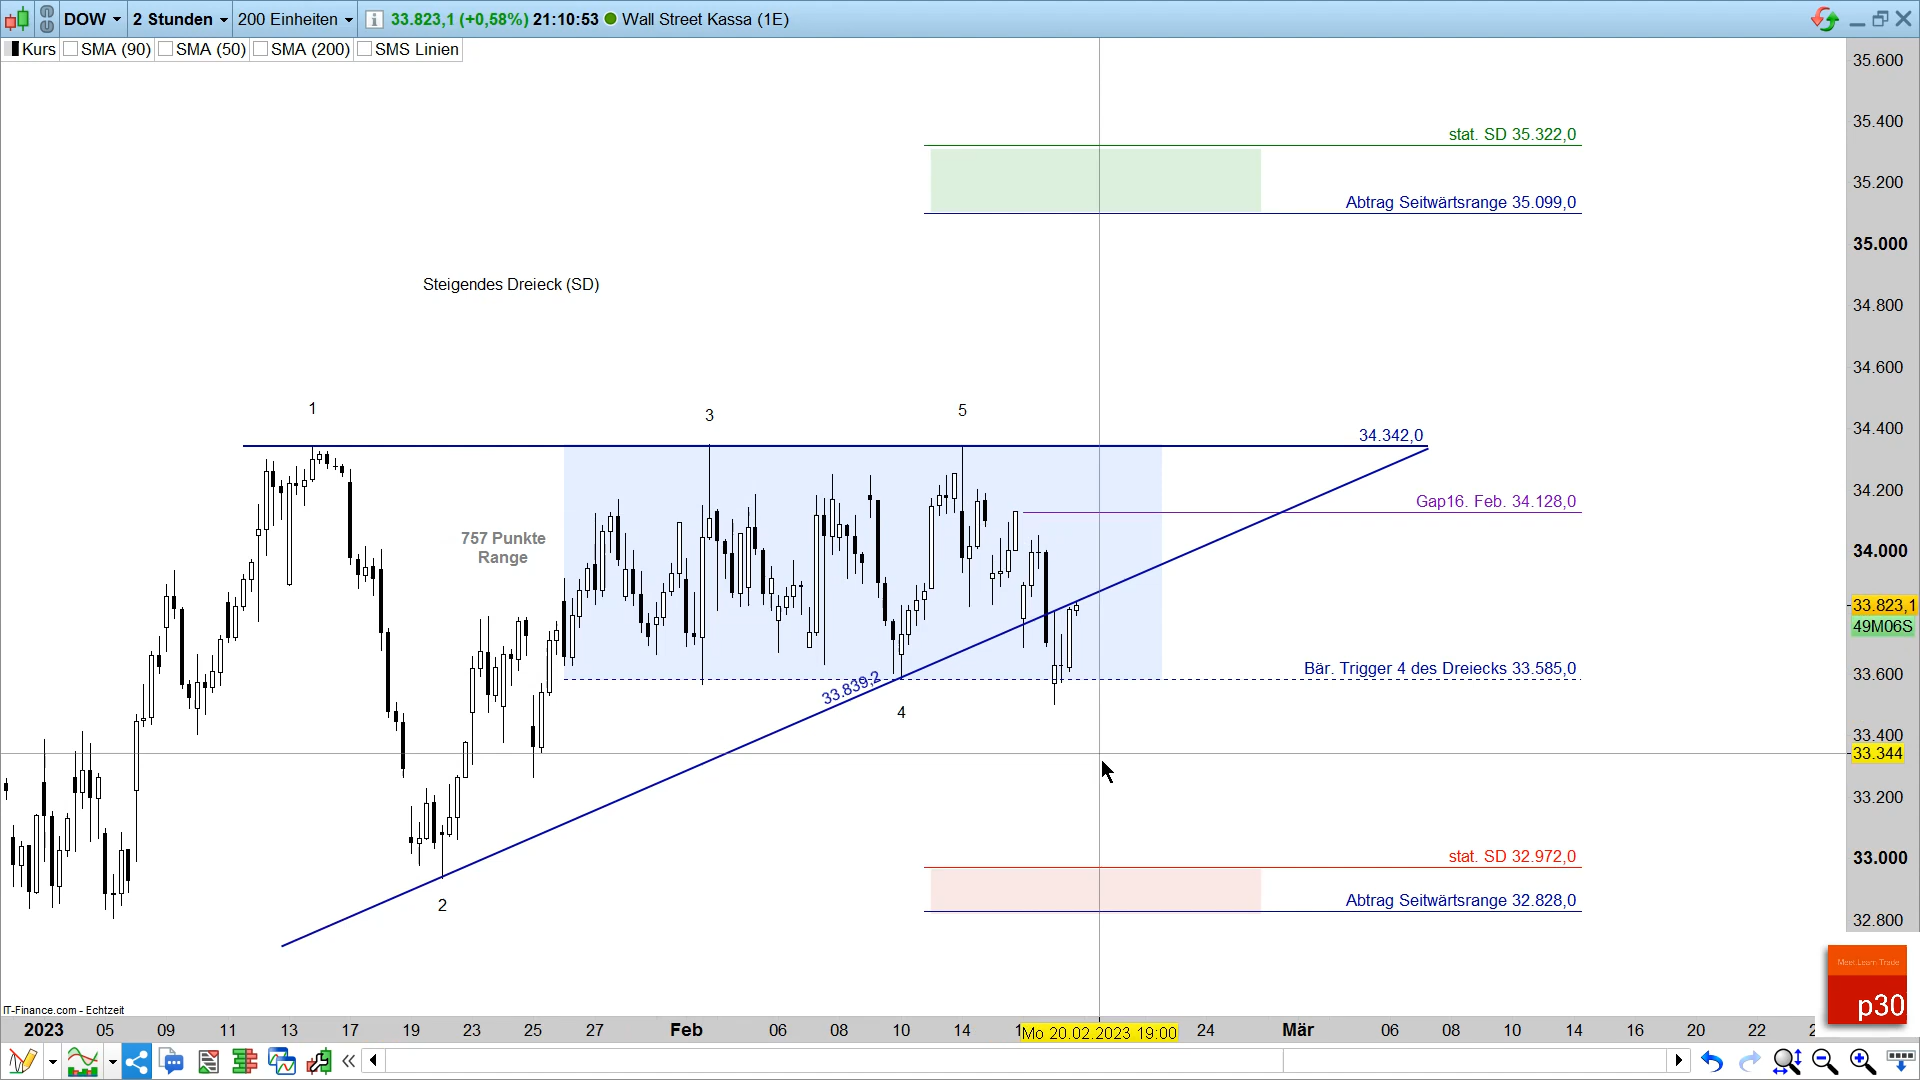 DOW 2 Stunden 200 Einheiten 33.823,1 (+0,58%) 21:10:53 Wall Street Kassa (1E)
Kurs SMA (90) SMA (50) SMA (200) SMS Linien
35.600
35.400
stat. SD 35.322,0
35.200
Abtrag Seitwärtsrange 35.099,0
35.000
Steigendes Dreieck (SD)
34.800
34.600
1
3
5
34.400
34.342,0
34.200
Gap16. Feb. 34.128,0
757 Punkte
Range
34.000
33.823,1
49M06S
33.839,2
Bär. Trigger 4 des Dreiecks 33.585,0
33.600
4
33.400
33.344
33.200
stat. SD 32.972,0
33.000
2
Abtrag Seitwärtsrange 32.828,0
32.800
Meet Learn Trade
p30
IT-Finance.com - Echtzeit
2023 05 09 11 13 17 19 23 25 27 Feb 06 08 10 14 1 Mo 20.02.2023 19:00 24 Mär 06 08 10 14 16 20 22 2